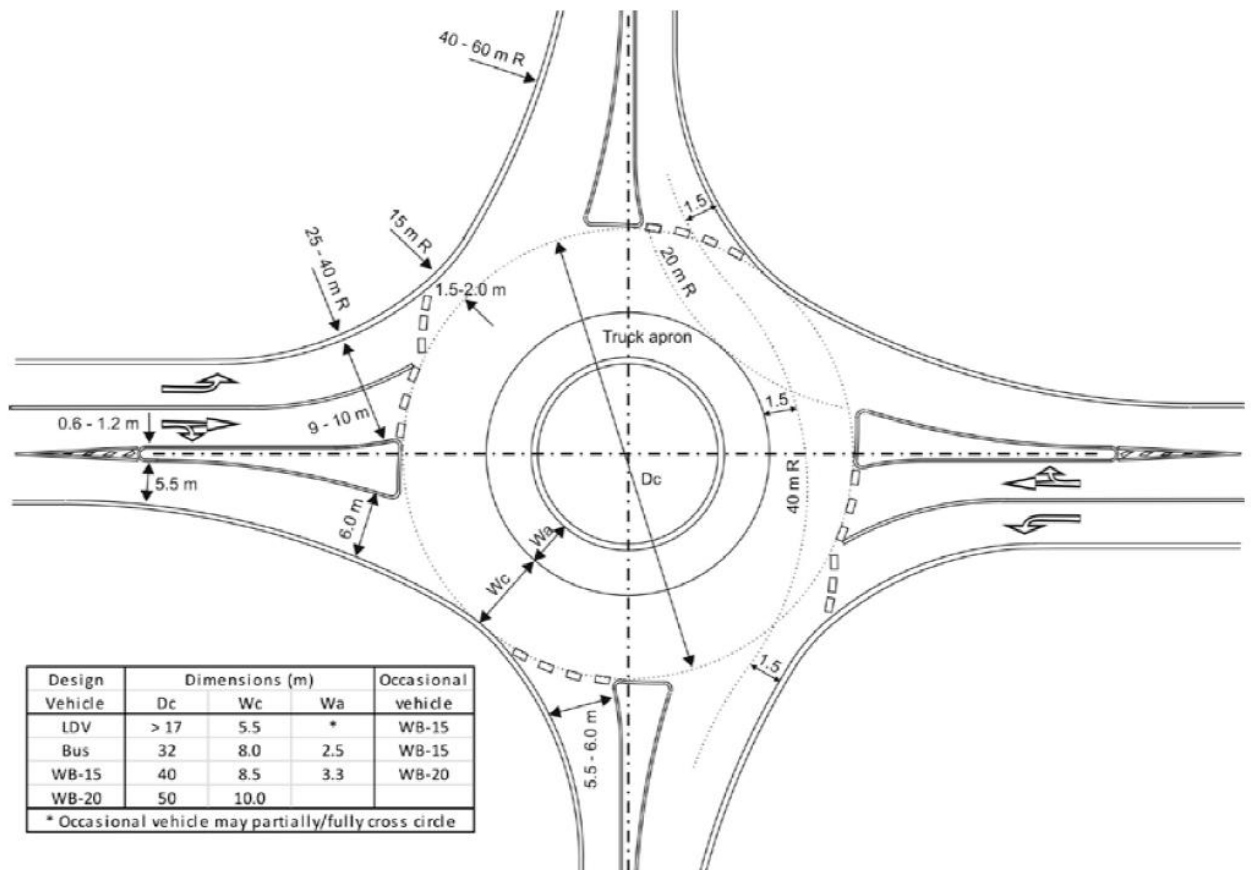 40 - 60 m R
15 m R
25 - 40 m R
1.5-2.0 m
1.5
20 m R
Truck apron
0.6 - 1.2 m
9 - 10 m
1.5
5.5 m
6.0 m
Dc
40 m R
Wa
Wc
1.5
5.5 - 6.0 m
Design Vehicle Dimensions (m) Occasional vehicle
Dc Wc Wa
LDV > 17 5.5 * WB-15
Bus 32 8.0 2.5 WB-15
WB-15 40 8.5 3.3 WB-20
WB-20 50 10.0
* Occasional vehicle may partially/fully cross circle